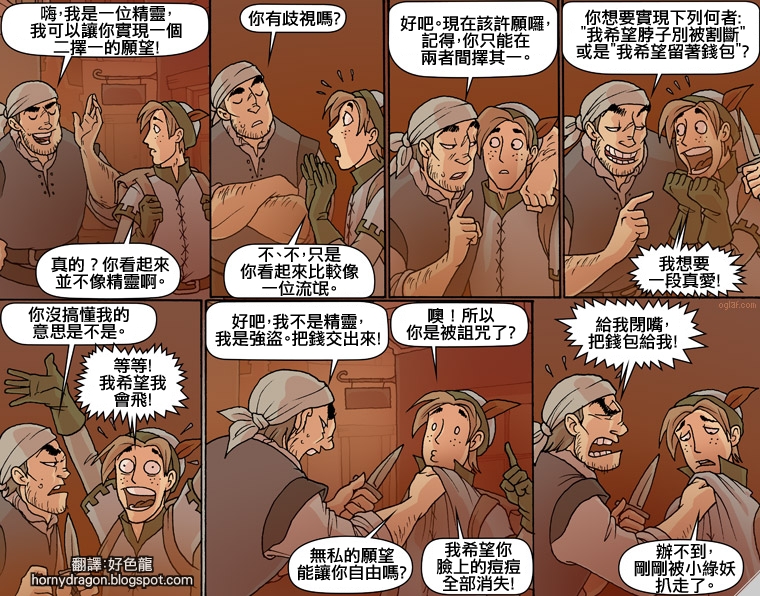 嗨,我是一位精靈,
我可以讓你實現一個
二擇一的願望!
真的？你看起來
並不像精靈啊。
你有歧視嗎?
不、不,只是
你看起來比較像
一位流氓。
好吧。現在該許願囉,
記得,你只能在
兩者間擇其一。
你想要實現下列何者:
"我希望脖子別被割斷"
或是"我希望留著錢包"?
我想要
一段真愛!
oglaf.com
你沒搞懂我的
意思是不是。
等等!
我希望我
會飛!
好吧,我不是精靈,
我是強盜。把錢交出來!
噢！所以
你是被詛咒了?
無私的願望
能讓你自由嗎?
我希望你
臉上的痘痘
全部消失!
給我閉嘴,
把錢包給我!
辦不到,
剛剛被小綠妖
扒走了。
翻譯:好色龍
hornydragon.blogspot.com